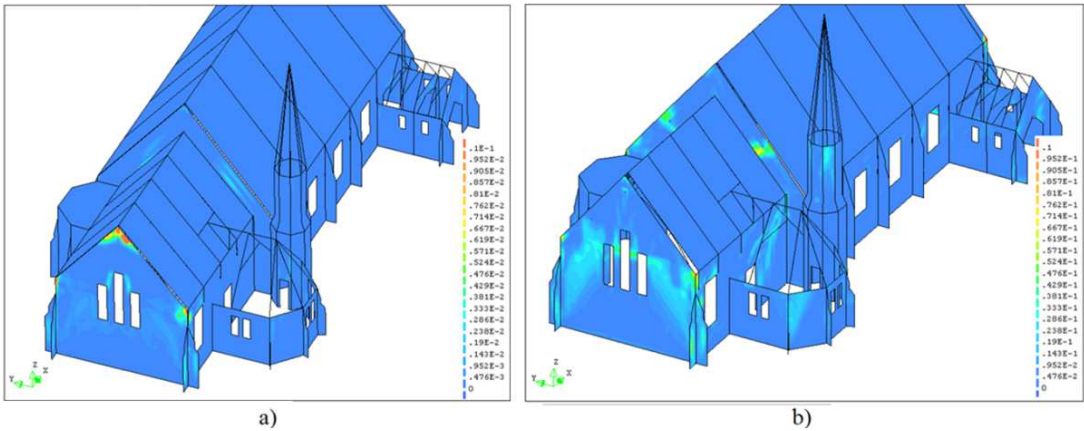 .1E-1
.952E-2
.905E-2
.857E-2
.81E-2
.762E-2
.714E-2
.667E-2
.619E-2
.571E-2
.524E-2
.476E-2
.429E-2
.381E-2
.333E-2
.286E-2
.238E-2
.19E-2
.143E-2
.952E-3
.476E-3
0
Z
Y X
a)
.1
.952E-1
.905E-1
.857E-1
.81E-1
.762E-1
.714E-1
.667E-1
.619E-1
.571E-1
.524E-1
.476E-1
.429E-1
.381E-1
.333E-1
.286E-1
.238E-1
.19E-1
.143E-1
.952E-2
.476E-2
0
Z
Y X
b)